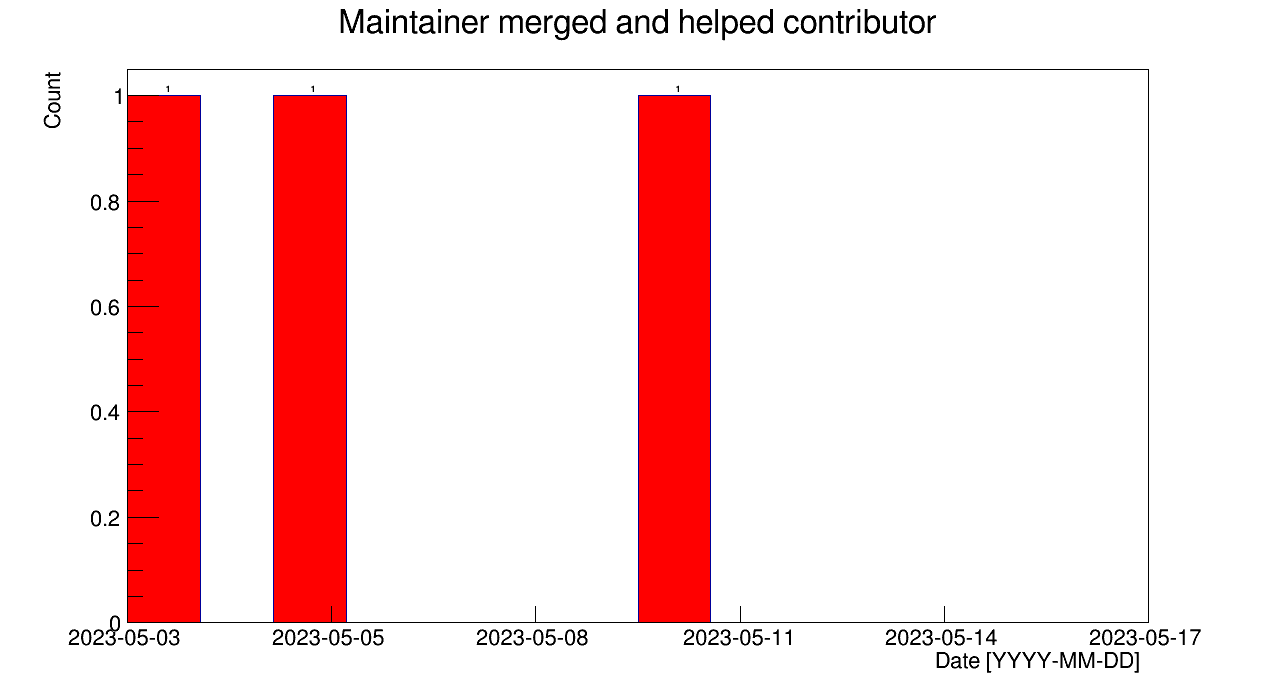 Maintainer merged and helped contributor
Count
1 1 1
1
0.8
0.6
0.4
0.2
0
2023-05-03 2023-05-05 2023-05-08 2023-05-11 2023-05-14 2023-05-17
Date [YYYY-MM-DD]